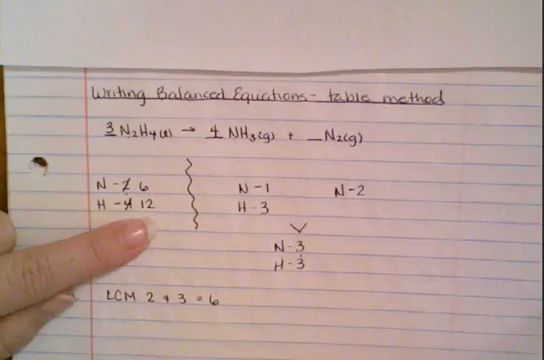 Writing Balanced Equations - table method
3 N2H4(l) → 4 NH3(g) + _ N2(g)
N - 2 6 N - 1 N - 2
H - 4 12 H - 3
N - 3
H - 3
LCM 2 + 3 = 6